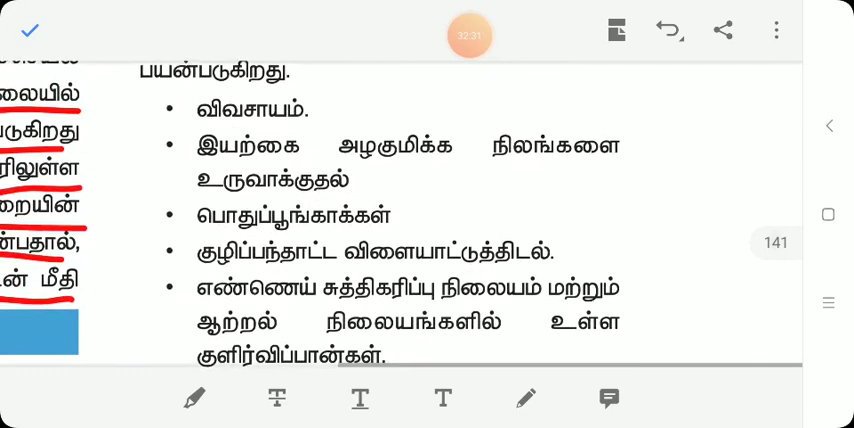 32:31
லையில்
படுகிறது
ரிலுள்ள
றையின்
ன்பதால்,
டன் மீதி
பயன்படுகிறது.
• விவசாயம்.
• இயற்கை அழகுமிக்க நிலங்களை
உருவாக்குதல்
• பொதுப்பூங்காக்கள்
• குழிப்பந்தாட்ட விளையாட்டுத்திடல்.
• எண்ணெய் சுத்திகரிப்பு நிலையம் மற்றும்
ஆற்றல் நிலையங்களில் உள்ள
குளிர்விப்பான்கள்.
141